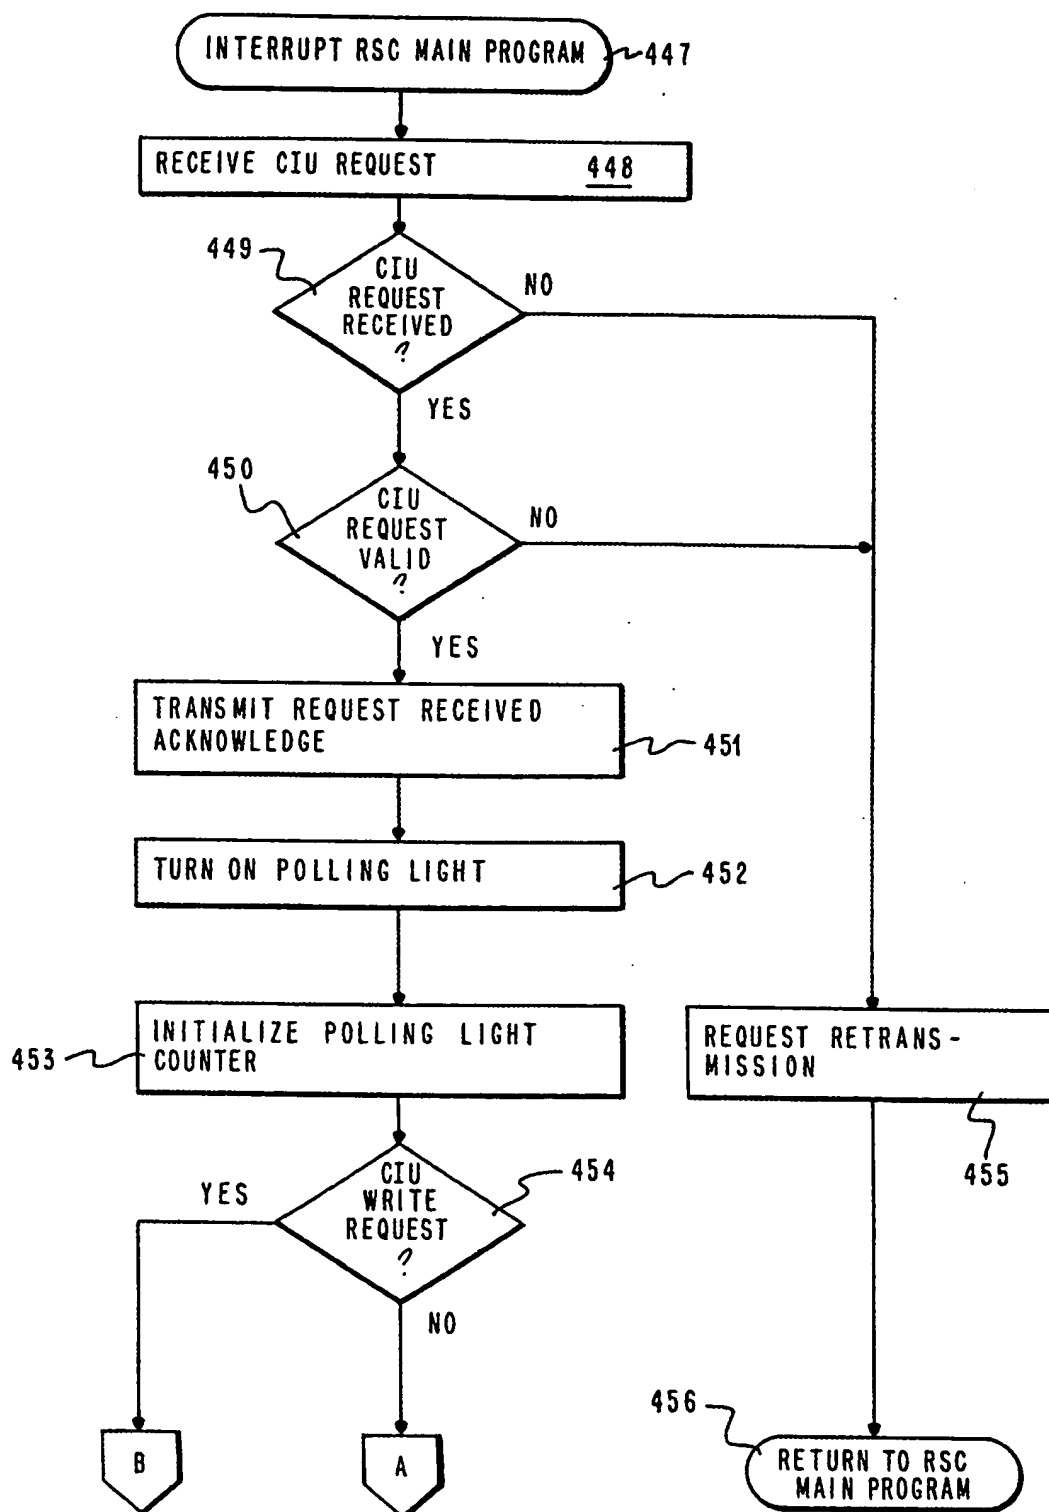 INTERRUPT RSC MAIN PROGRAM
447
RECEIVE CIU REQUEST 448
449
CIU
REQUEST
RECEIVED
?
NO
YES
450
CIU
REQUEST
VALID
?
NO
YES
TRANSMIT REQUEST RECEIVED
ACKNOWLEDGE
451
TURN ON POLLING LIGHT
452
INITIALIZE POLLING LIGHT
COUNTER
453
REQUEST RETRANS-
MISSION
455
CIU
WRITE
REQUEST
?
454
YES
NO
B
A
456
RETURN TO RSC
MAIN PROGRAM